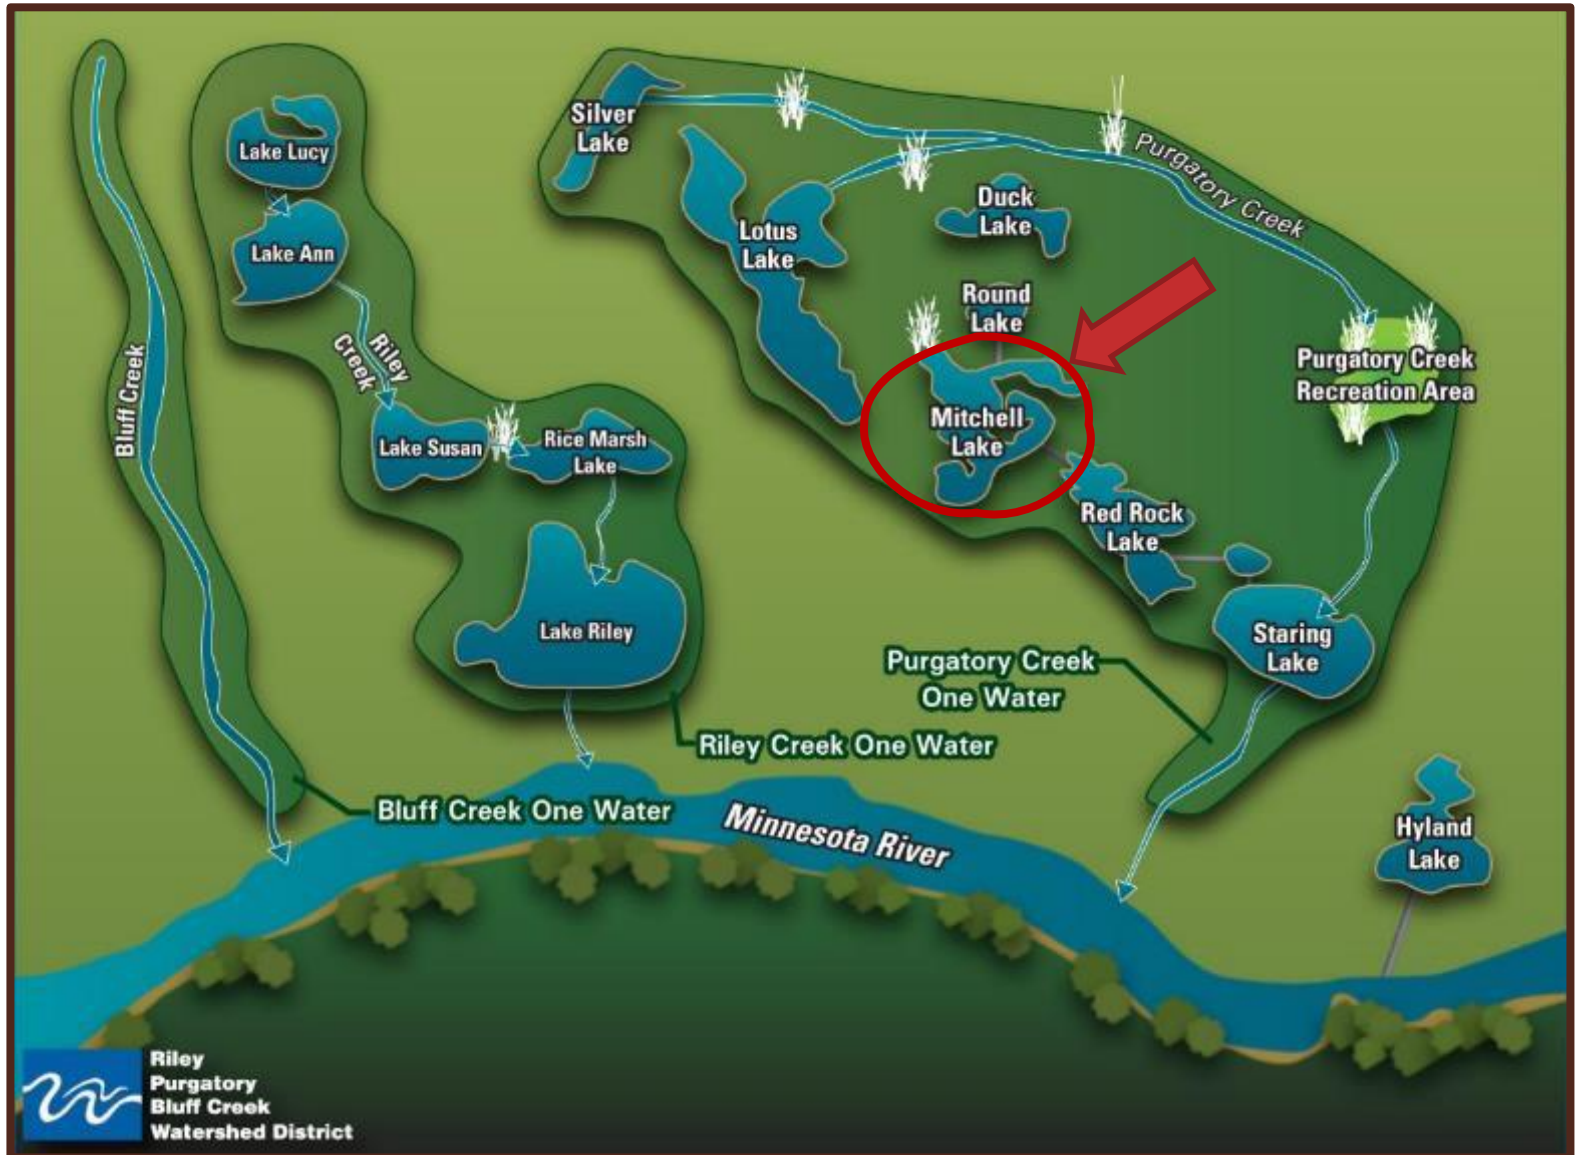 Bluff Creek
Lake Lucy
Lake Ann
Riley
Creek
Lake Susan
Rice Marsh
Lake
Lake Riley
Silver
Lake
Lotus
Lake
Duck
Lake
Round
Lake
Mitchell
Lake
Red Rock
Lake
Purgatory Creek
Purgatory Creek
Recreation Area
Staring
Lake
Purgatory Creek
One Water
Riley Creek One Water
Bluff Creek One Water
Minnesota River
Hyland
Lake
Riley
Purgatory
Bluff Creek
Watershed District